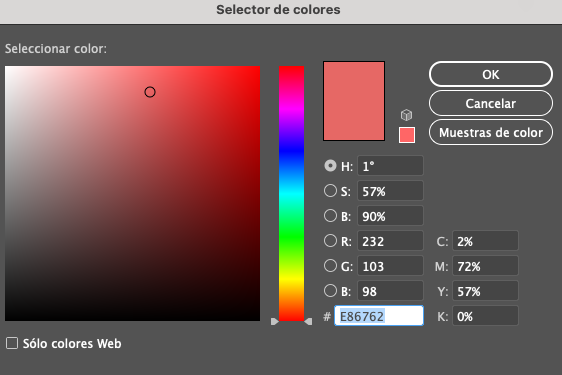 Selector de colores
Seleccionar color:
OK
Cancelar
Muestras de color
H: 1°
S: 57%
B: 90%
R: 232 C: 2%
G: 103 M: 72%
B: 98 Y: 57%
# E86762 K: 0%
Sólo colores Web